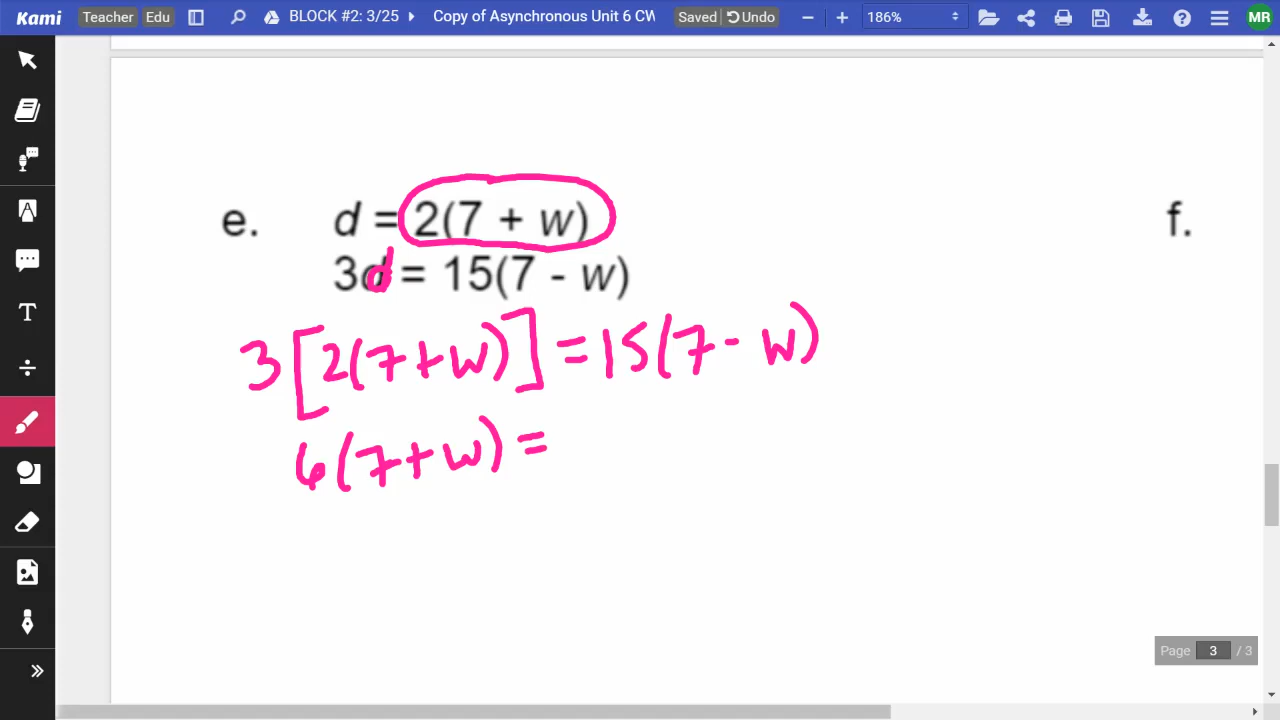 Kami Teacher Edu BLOCK #2: 3/25 Copy of Asynchronous Unit 6 CW Saved Undo 186% MR
e. d = 2(7 + w)
3d = 15(7 - w)
f.
3[2(7+w)] = 15(7 - w)
6(7+w) =
Page 3 / 3